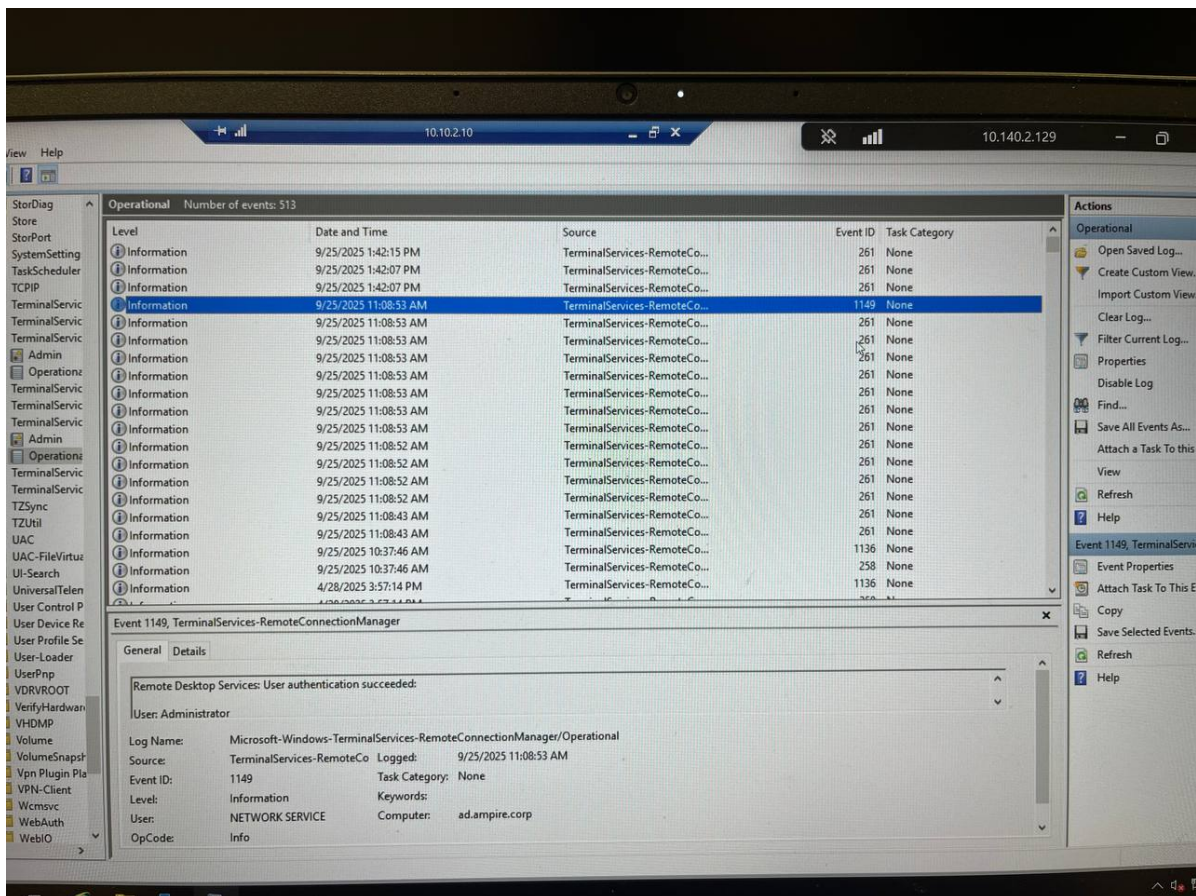 10.10.2.10
10.140.2.129
View Help
StorDiag
Store
StorPort
SystemSetting
TaskScheduler
TCPIP
TerminalServic
TerminalServic
TerminalServic
Admin
Operationa
TerminalServic
TerminalServic
TerminalServic
Admin
Operationa
TerminalServic
TerminalServic
TZSync
TZUtil
UAC
UAC-FileVirtua
UI-Search
UniversalTelen
User Control P
User Device Re
User Profile Se
User-Loader
UserPnp
VDRVROOT
VerifyHardwar
VHDMP
Volume
VolumeSnapsh
Vpn Plugin Pla
VPN-Client
Wcmsvc
WebAuth
WebIO
Operational Number of events: 513
Level Date and Time Source Event ID Task Category
Information 9/25/2025 1:42:15 PM TerminalServices-RemoteCo... 261 None
Information 9/25/2025 1:42:07 PM TerminalServices-RemoteCo... 261 None
Information 9/25/2025 1:42:07 PM TerminalServices-RemoteCo... 261 None
Information 9/25/2025 11:08:53 AM TerminalServices-RemoteCo... 1149 None
Information 9/25/2025 11:08:53 AM TerminalServices-RemoteCo... 261 None
Information 9/25/2025 11:08:53 AM TerminalServices-RemoteCo... 261 None
Information 9/25/2025 11:08:53 AM TerminalServices-RemoteCo... 261 None
Information 9/25/2025 11:08:53 AM TerminalServices-RemoteCo... 261 None
Information 9/25/2025 11:08:53 AM TerminalServices-RemoteCo... 261 None
Information 9/25/2025 11:08:53 AM TerminalServices-RemoteCo... 261 None
Information 9/25/2025 11:08:53 AM TerminalServices-RemoteCo... 261 None
Information 9/25/2025 11:08:52 AM TerminalServices-RemoteCo... 261 None
Information 9/25/2025 11:08:52 AM TerminalServices-RemoteCo... 261 None
Information 9/25/2025 11:08:52 AM TerminalServices-RemoteCo... 261 None
Information 9/25/2025 11:08:52 AM TerminalServices-RemoteCo... 261 None
Information 9/25/2025 11:08:43 AM TerminalServices-RemoteCo... 261 None
Information 9/25/2025 11:08:43 AM TerminalServices-RemoteCo... 261 None
Information 9/25/2025 10:37:46 AM TerminalServices-RemoteCo... 1136 None
Information 9/25/2025 10:37:46 AM TerminalServices-RemoteCo... 258 None
Information 4/28/2025 3:57:14 PM TerminalServices-RemoteCo... 1136 None
Event 1149, TerminalServices-RemoteConnectionManager
General Details
Remote Desktop Services: User authentication succeeded:
User: Administrator
Log Name: Microsoft-Windows-TerminalServices-RemoteConnectionManager/Operational
Source: TerminalServices-RemoteCo Logged: 9/25/2025 11:08:53 AM
Event ID: 1149 Task Category: None
Level: Information Keywords:
User: NETWORK SERVICE Computer: ad.ampire.corp
OpCode: Info
Actions
Operational
Open Saved Log...
Create Custom View.
Import Custom View
Clear Log...
Filter Current Log...
Properties
Disable Log
Find...
Save All Events As...
Attach a Task To this
View
Refresh
Help
Event 1149, TerminalServi
Event Properties
Attach Task To This E
Copy
Save Selected Events.
Refresh
Help